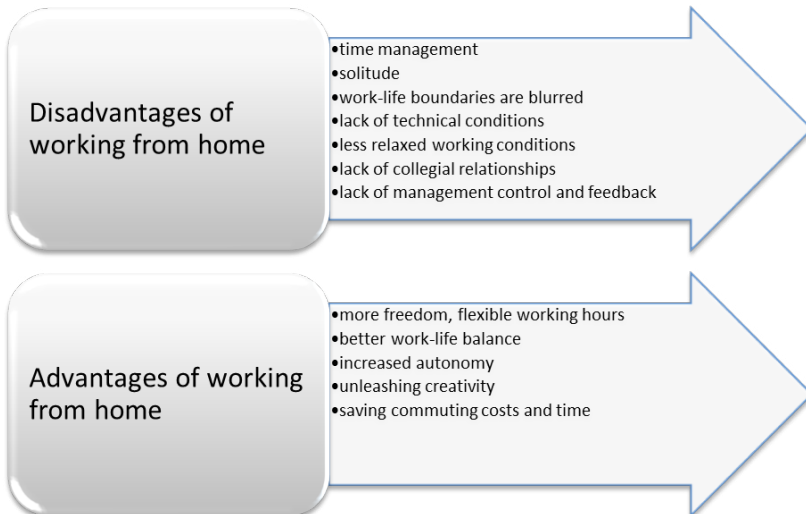 Disadvantages of
working from home
•time management
•solitude
•work-life boundaries are blurred
•lack of technical conditions
•less relaxed working conditions
•lack of collegial relationships
•lack of management control and feedback
Advantages of working
from home
•more freedom, flexible working hours
•better work-life balance
•increased autonomy
•unleashing creativity
•saving commuting costs and time